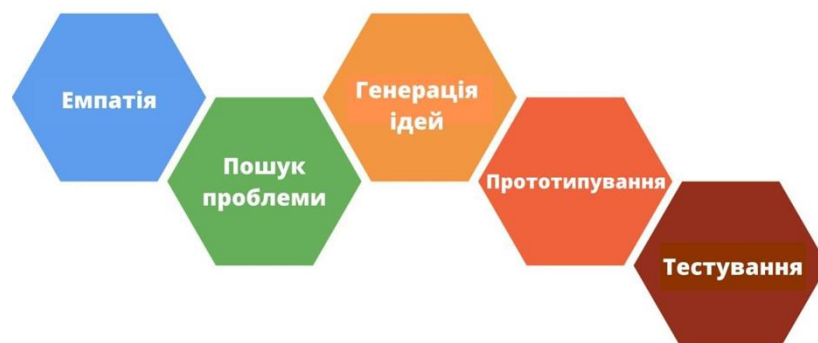 Емпатія
Пошук
проблеми
Генерація
ідей
Прототипування
Тестування